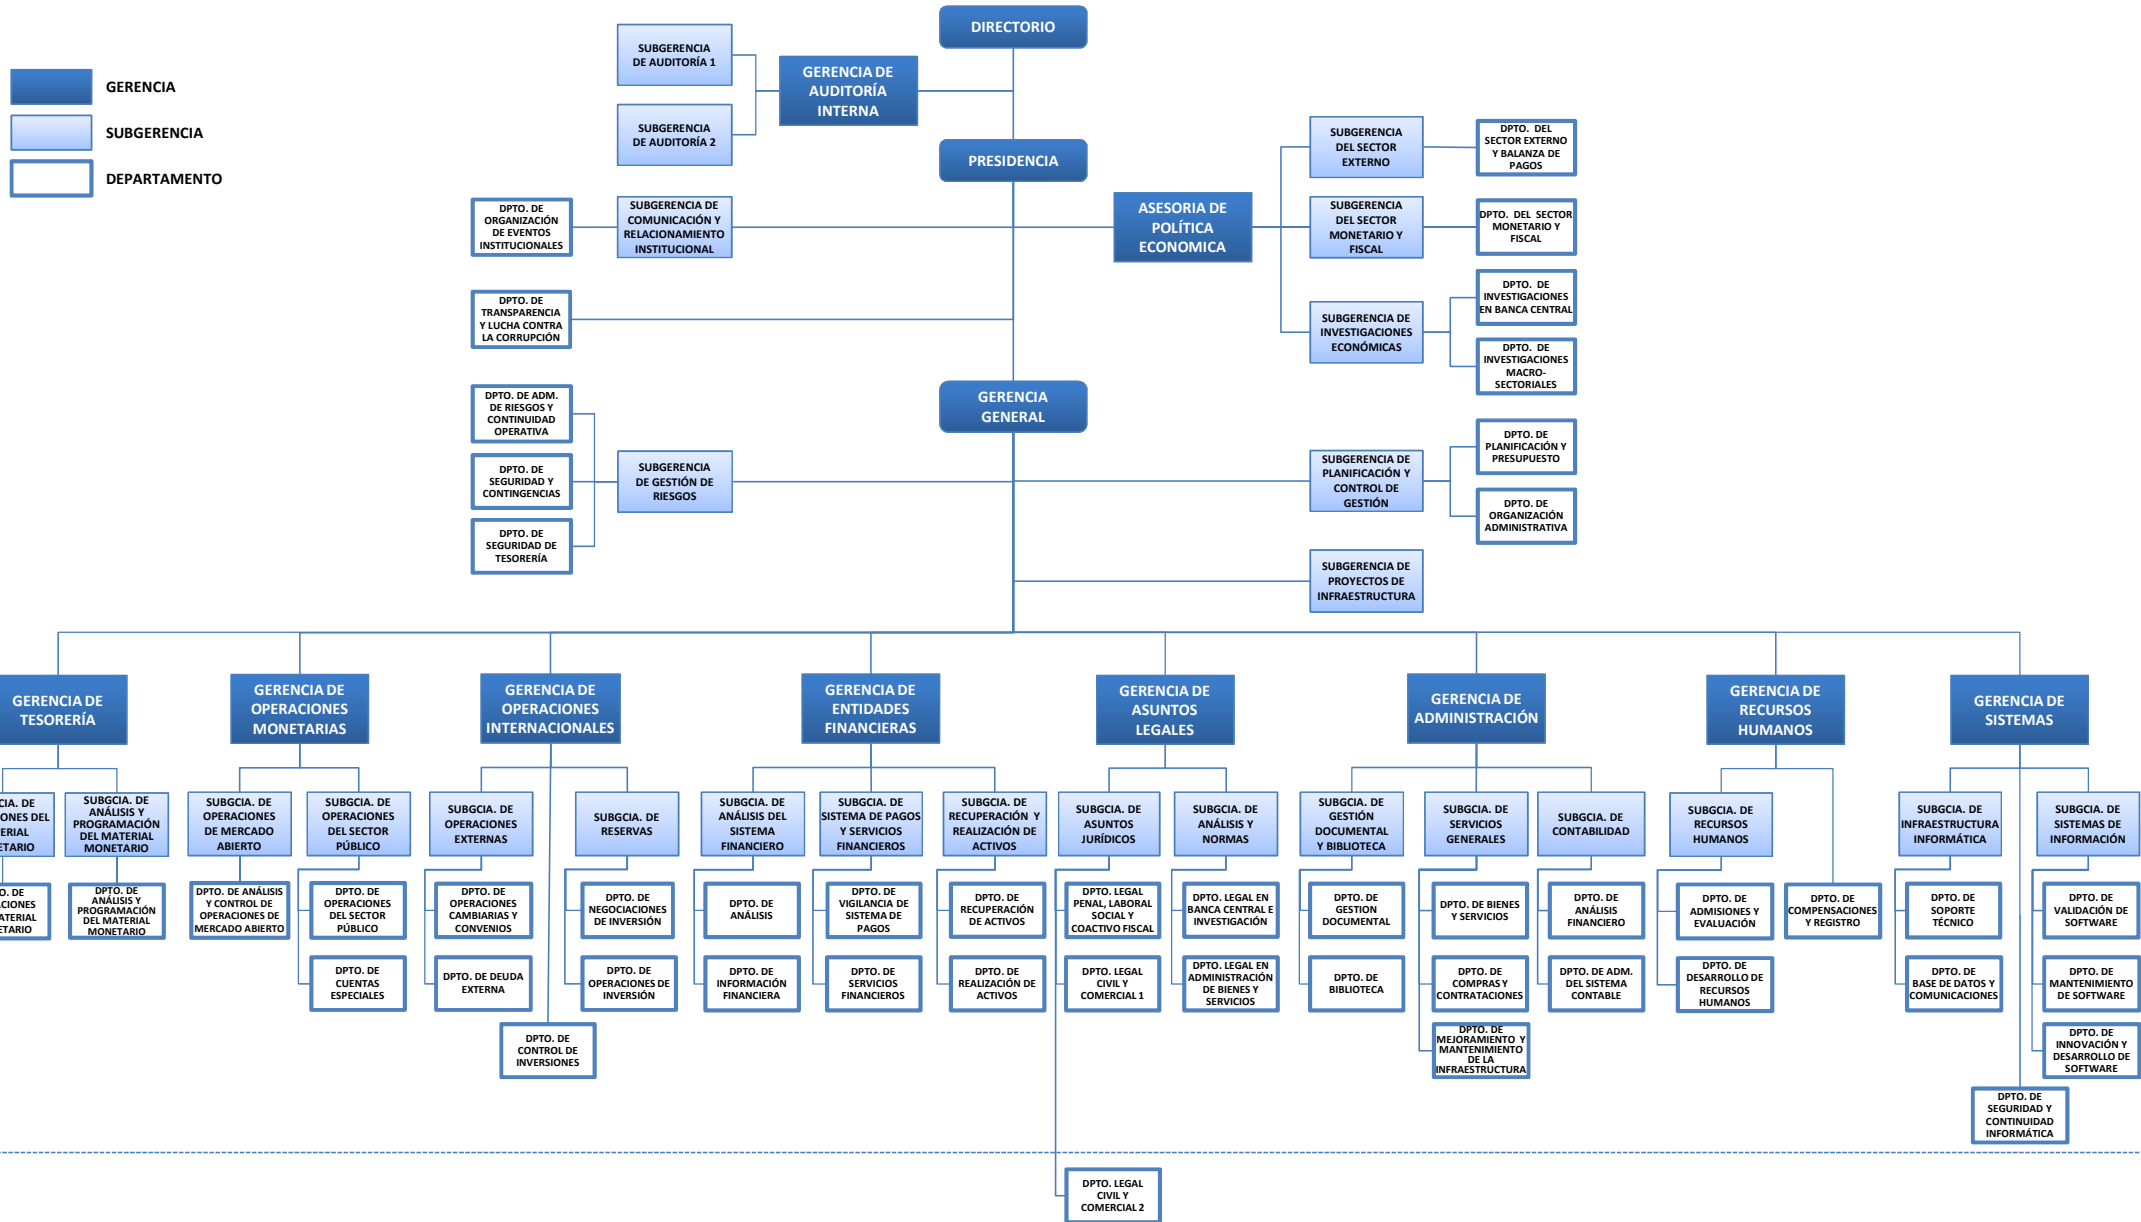 DIRECTORIO
SUBGERENCIA
DE AUDITORÍA 1
GERENCIA DE
AUDITORÍA
INTERNA
SUBGERENCIA
DE AUDITORÍA 2
GERENCIA
SUBGERENCIA
DEPARTAMENTO
PRESIDENCIA
SUBGERENCIA
DEL SECTOR
EXTERNO
DPTO. DEL
SECTOR EXTERNO
Y BALANZA DE
PAGOS
DPTO. DE
ORGANIZACIÓN
DE EVENTOS
INSTITUCIONALES
SUBGERENCIA DE
COMUNICACIÓN Y
RELACIONAMIENTO
INSTITUCIONAL
ASESORIA DE
POLÍTICA
ECONOMICA
SUBGERENCIA
DEL SECTOR
MONETARIO Y
FISCAL
DPTO. DEL SECTOR
MONETARIO Y
FISCAL
DPTO. DE
TRANSPARENCIA
Y LUCHA CONTRA
LA CORRUPCIÓN
SUBGERENCIA DE
INVESTIGACIONES
ECONÓMICAS
DPTO. DE
INVESTIGACIONES
EN BANCA CENTRAL
DPTO. DE
INVESTIGACIONES
MACRO-
SECTORIALES
GERENCIA
GENERAL
DPTO. DE ADM.
DE RIESGOS Y
CONTINUIDAD
OPERATIVA
DPTO. DE
SEGURIDAD Y
CONTINGENCIAS
DPTO. DE
SEGURIDAD DE
TESORERÍA
SUBGERENCIA
DE GESTIÓN DE
RIESGOS
SUBGERENCIA DE
PLANIFICACIÓN Y
CONTROL DE
GESTIÓN
DPTO. DE
PLANIFICACIÓN Y
PRESUPUESTO
DPTO. DE
ORGANIZACIÓN
ADMINISTRATIVA
SUBGERENCIA DE
PROYECTOS DE
INFRAESTRUCTURA
GERENCIA DE
TESORERÍA
GERENCIA DE
OPERACIONES
MONETARIAS
GERENCIA DE
OPERACIONES
INTERNACIONALES
GERENCIA DE
ENTIDADES
FINANCIERAS
GERENCIA DE
ASUNTOS
LEGALES
GERENCIA DE
ADMINISTRACIÓN
GERENCIA DE
RECURSOS
HUMANOS
GERENCIA DE
SISTEMAS
CIA. DE
ONES DEL
ERIAL
ETARIO
SUBGCIA. DE
ANÁLISIS Y
PROGRAMACIÓN
DEL MATERIAL
MONETARIO
SUBGCIA. DE
OPERACIONES
DE MERCADO
ABIERTO
SUBGCIA. DE
OPERACIONES
DEL SECTOR
PÚBLICO
SUBGCIA. DE
OPERACIONES
EXTERNAS
SUBGCIA. DE
RESERVAS
SUBGCIA. DE
ANÁLISIS DEL
SISTEMA
FINANCIERO
SUBGCIA. DE
SISTEMA DE PAGOS
Y SERVICIOS
FINANCIEROS
SUBGCIA. DE
RECUPERACIÓN Y
REALIZACIÓN DE
ACTIVOS
SUBGCIA. DE
ASUNTOS
JURÍDICOS
SUBGCIA. DE
ANÁLISIS Y
NORMAS
SUBGCIA. DE
GESTIÓN
DOCUMENTAL
Y BIBLIOTECA
SUBGCIA. DE
SERVICIOS
GENERALES
SUBGCIA. DE
CONTABILIDAD
SUBGCIA. DE
RECURSOS
HUMANOS
SUBGCIA. DE
INFRAESTRUCTURA
INFORMÁTICA
SUBGCIA. DE
SISTEMAS DE
INFORMACIÓN
O. DE
CIONES
ATERIAL
ETARIO
DPTO. DE
ANÁLISIS Y
PROGRAMACIÓN
DEL MATERIAL
MONETARIO
DPTO. DE ANÁLISIS
Y CONTROL DE
OPERACIONES DE
MERCADO ABIERTO
DPTO. DE
OPERACIONES
DEL SECTOR
PÚBLICO
DPTO. DE
OPERACIONES
CAMBIARIAS Y
CONVENIOS
DPTO. DE
NEGOCIACIONES
DE INVERSIÓN
DPTO. DE
ANÁLISIS
DPTO. DE
VIGILANCIA DE
SISTEMA DE
PAGOS
DPTO. DE
RECUPERACIÓN
DE ACTIVOS
DPTO. LEGAL
PENAL, LABORAL
SOCIAL Y
COACTIVO FISCAL
DPTO. LEGAL EN
BANCA CENTRAL E
INVESTIGACIÓN
DPTO. DE
GESTION
DOCUMENTAL
DPTO. DE BIENES
Y SERVICIOS
DPTO. DE
ANÁLISIS
FINANCIERO
DPTO. DE
ADMISIONES Y
EVALUACIÓN
DPTO. DE
COMPENSACIONES
Y REGISTRO
DPTO. DE
SOPORTE
TÉCNICO
DPTO. DE
VALIDACIÓN DE
SOFTWARE
DPTO. DE
CUENTAS
ESPECIALES
DPTO. DE DEUDA
EXTERNA
DPTO. DE
OPERACIONES DE
INVERSIÓN
DPTO. DE
INFORMACIÓN
FINANCIERA
DPTO. DE
SERVICIOS
FINANCIEROS
DPTO. DE
REALIZACIÓN DE
ACTIVOS
DPTO. LEGAL
CIVIL Y
COMERCIAL 1
DPTO. LEGAL EN
ADMINISTRACIÓN
DE BIENES Y
SERVICIOS
DPTO. DE
BIBLIOTECA
DPTO. DE
COMPRAS Y
CONTRATACIONES
DPTO. DE ADM.
DEL SISTEMA
CONTABLE
DPTO. DE
DESARROLLO DE
RECURSOS
HUMANOS
DPTO. DE
BASE DE DATOS Y
COMUNICACIONES
DPTO. DE
MANTENIMIENTO
DE SOFTWARE
DPTO. DE
CONTROL DE
INVERSIONES
DPTO. DE
MEJORAMIENTO Y
MANTENIMIENTO
DE LA
INFRAESTRUCTURA
DPTO. DE
INNOVACIÓN Y
DESARROLLO DE
SOFTWARE
DPTO. DE
SEGURIDAD Y
CONTINUIDAD
INFORMÁTICA
DPTO. LEGAL
CIVIL Y
COMERCIAL 2